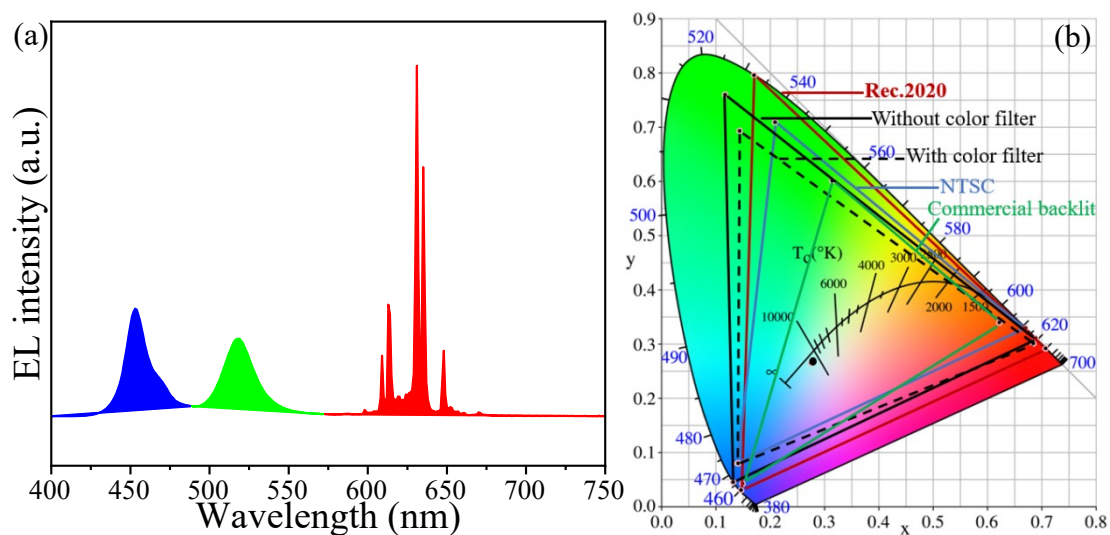 (a)
EL intensity (a.u.)
400 450 500 550 600 650 700 750
Wavelength (nm)
(b)
0.9
0.8
0.7
0.6
0.5
y
0.4
0.3
0.2
0.1
0.0
0.0 0.1 0.2 0.3 0.4 0.5 0.6 0.7 0.8
x
520
540
Rec.2020
Without color filter
560
With color filter
NTSC
Commercial backlit
500
580
T_C(°K)
3000
4000
6000
2000
1500
600
10000
620
490
∞
700
480
470
460
380